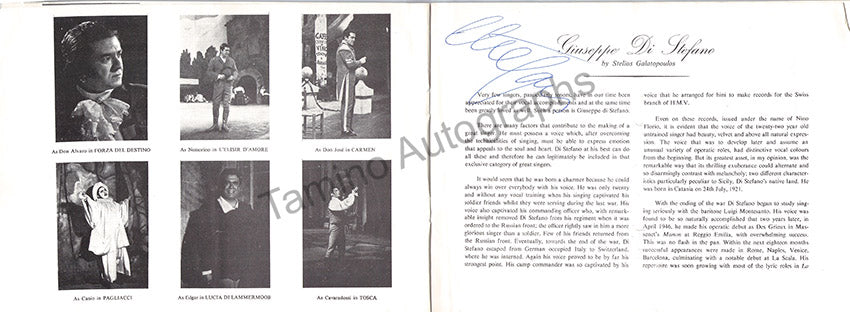 As Don Alvaro in FORZA DEL DESTINO
As Nemorino in L'ELISIR D'AMORE
As Don José in CARMEN
As Canio in PAGLIACCI
As Edgar in LUCIA DI LAMMERMOOR
As Cavaradossi in TOSCA
Giuseppe Di Stefano
by Stelios Galatopoulos
Very few singers, particularly tenors, have in our time been
appreciated for their vocal accomplishments and at the same time
been greatly loved as well. Such a person is Giuseppe di Stefano.
There are many factors that contribute to the making of a
great singer. He must possess a voice which, after overcoming
the technicalities of singing, must be able to express emotion
that appeals to the soul and heart. Di Stefano at his best can do
all these and therefore he can legitimately be included in that
exclusive category of great singers.
It would seem that he was born a charmer because he could
always win over everybody with his voice. He was only twenty
and without any vocal training when his singing captivated his
soldier friends whilst they were serving during the last war. His
voice also captivated his commanding officer who, with remark-
able insight removed Di Stefano from his regiment when it was
ordered to the Russian front; the officer rightly saw in him a more
glorious singer than a soldier. Few of his friends returned from
the Russian front. Eventually, towards the end of the war, Di
Stefano escaped from German occupied Italy to Switzerland,
where he was interned. Again his voice proved to be by far his
strongest point. His camp commander was so captivated by his
voice that he arranged for him to make records for the Swiss
branch of H.M.V.
Even on these records, issued under the name of Nino
Florio, it is evident that the voice of the twenty-two year old
untrained singer had beauty, velvet and above all natural expres-
sion. The voice that was to develop later and assume an
unusual variety of operatic roles, had distinctive vocal colours
from the beginning. But its greatest asset, in my opinion, was the
remarkable way that its thrilling exuberance could alternate and
so disarmingly contrast with melancholy; two different character-
istics particularly peculiar to Sicily, Di Stefano's native land. He
was born in Catania on 24th July, 1921.
With the ending of the war Di Stefano began to study sing-
ing seriously with the baritone Luigi Montesanto. His voice was
found to be so naturally accomplished that two years later, in
April 1946, he made his operatic debut as Des Grieux in Mas-
senet's Manon at Reggio Emilia, with overwhelming success.
This was no flash in the pan. Within the next eighteen months
successful appearances were made in Rome, Naples, Venice,
Barcelona, culminating with a notable debut at La Scala. His
repertoire was soon growing with most of the lyric roles in La
Tamino Autographs